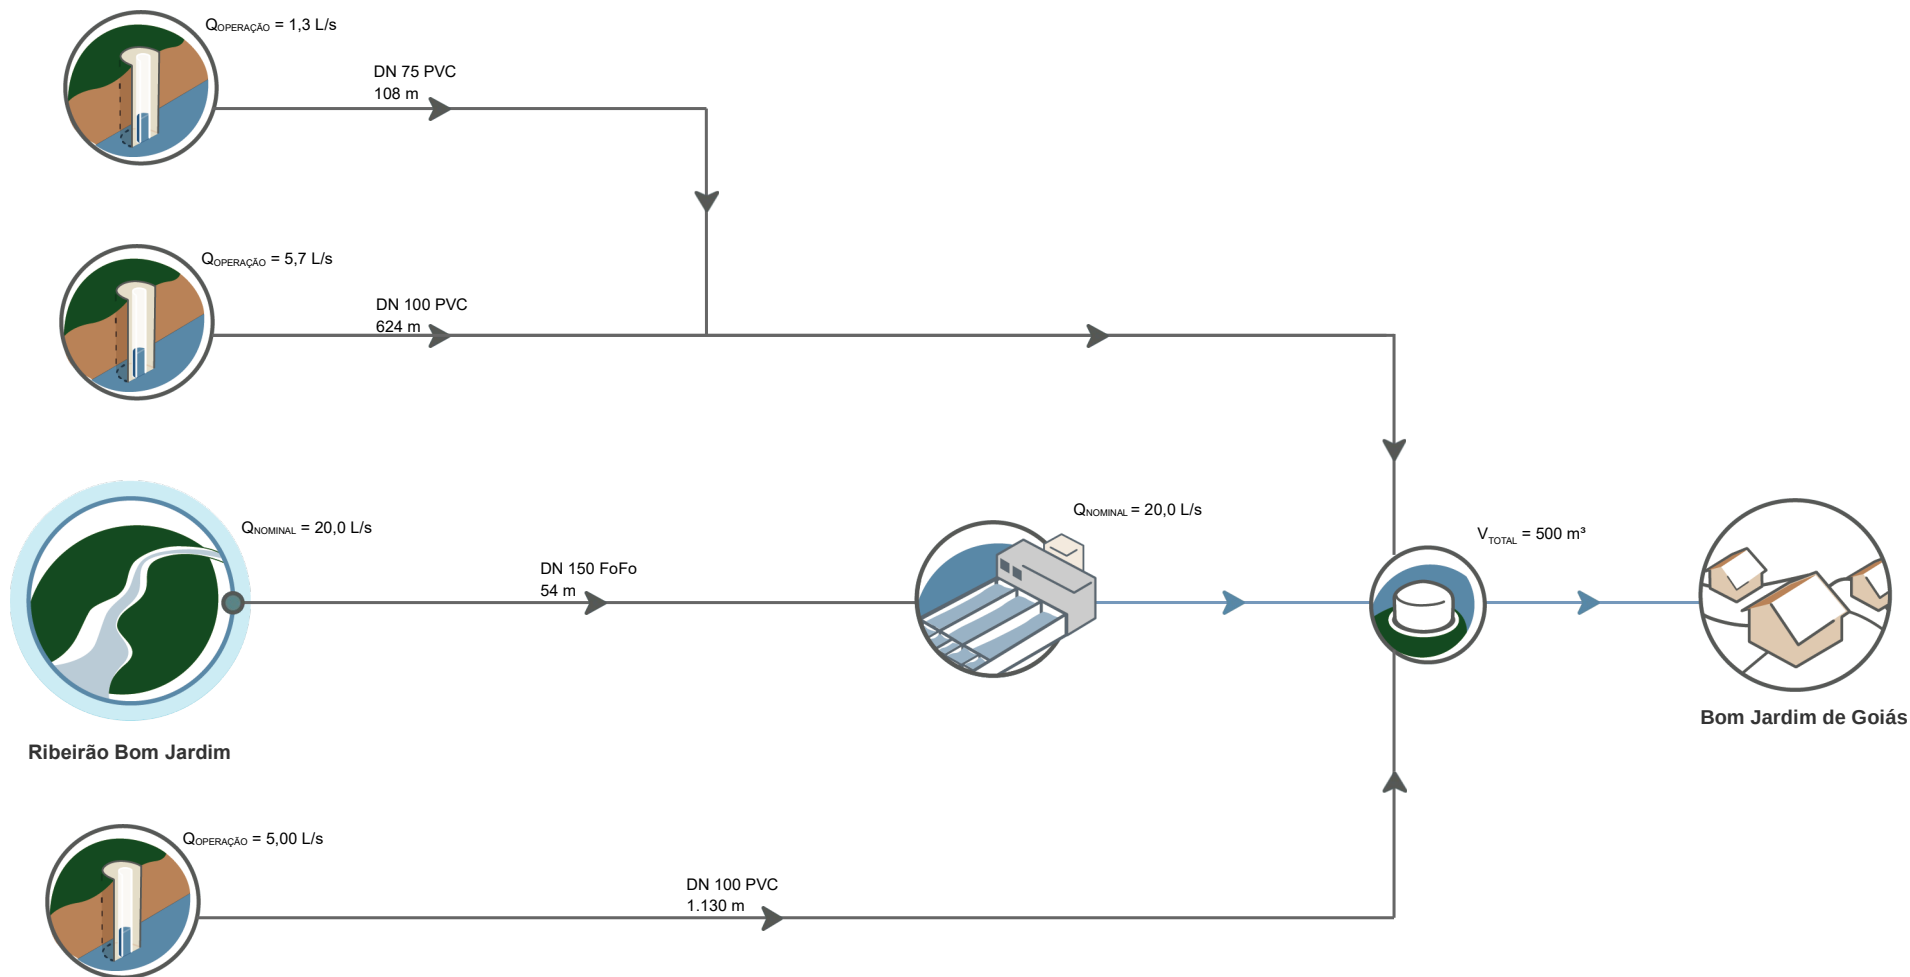 QOPERAÇÃO = 1,3 L/s
DN 75 PVC
108 m
QOPERAÇÃO = 5,7 L/s
DN 100 PVC
624 m
QNOMINAL = 20,0 L/s
DN 150 FoFo
54 m
QNOMINAL = 20,0 L/s
VTOTAL = 500 m³
Ribeirão Bom Jardim
Bom Jardim de Goiás
QOPERAÇÃO = 5,00 L/s
DN 100 PVC
1.130 m